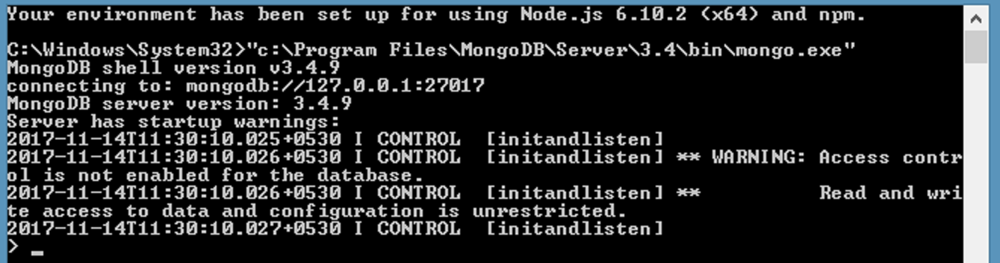 Your environment has been set up for using Node.js 6.10.2 (x64) and npm.
C:\Windows\System32>"c:\Program Files\MongoDB\Server\3.4\bin\mongo.exe"
MongoDB shell version v3.4.9
connecting to: mongodb://127.0.0.1:27017
MongoDB server version: 3.4.9
Server has startup warnings:
2017-11-14T11:30:10.025+0530 I CONTROL  [initandlisten]
2017-11-14T11:30:10.026+0530 I CONTROL  [initandlisten] ** WARNING: Access contr
ol is not enabled for the database.
2017-11-14T11:30:10.026+0530 I CONTROL  [initandlisten] **          Read and wri
te access to data and configuration is unrestricted.
2017-11-14T11:30:10.027+0530 I CONTROL  [initandlisten]
> _